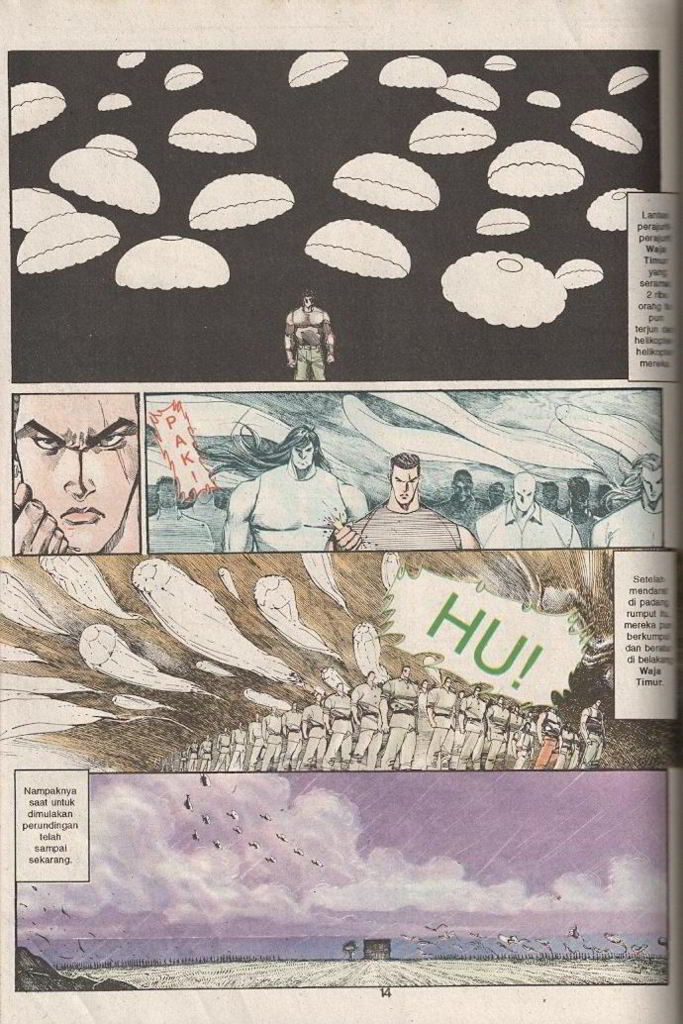 Lantas
perajurit-
perajurit
Waja
Timur
yang
seramai
2 ribu
orang itu
pun
terjun dari
helikopter-
helikopter
mereka.
PAK!
Setelah
mendarat
di padang
rumput itu,
mereka pun
berkumpul
dan beratur
di belakang
Waja
Timur.
HU!
Nampaknya
saat untuk
dimulakan
perundingan
telah
sampai
sekarang.
14